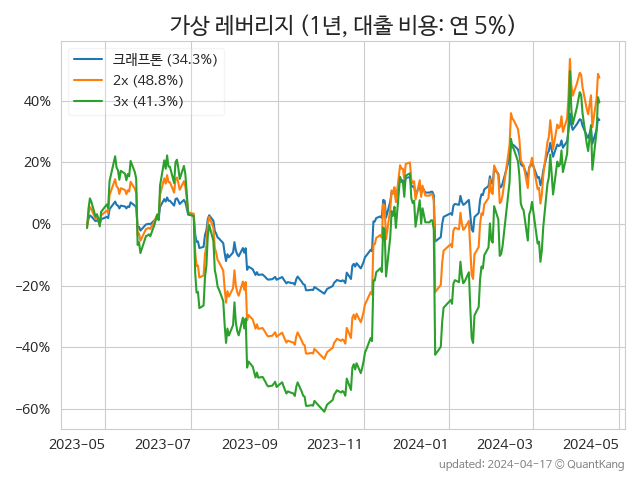 가상 레버리지 (1년, 대출 비용: 연 5%)
크래프톤 (34.3%)
2x (48.8%)
3x (41.3%)
40%
20%
0%
−20%
−40%
−60%
2023-05 2023-07 2023-09 2023-11 2024-01 2024-03 2024-05
updated: 2024-04-17 © QuantKang